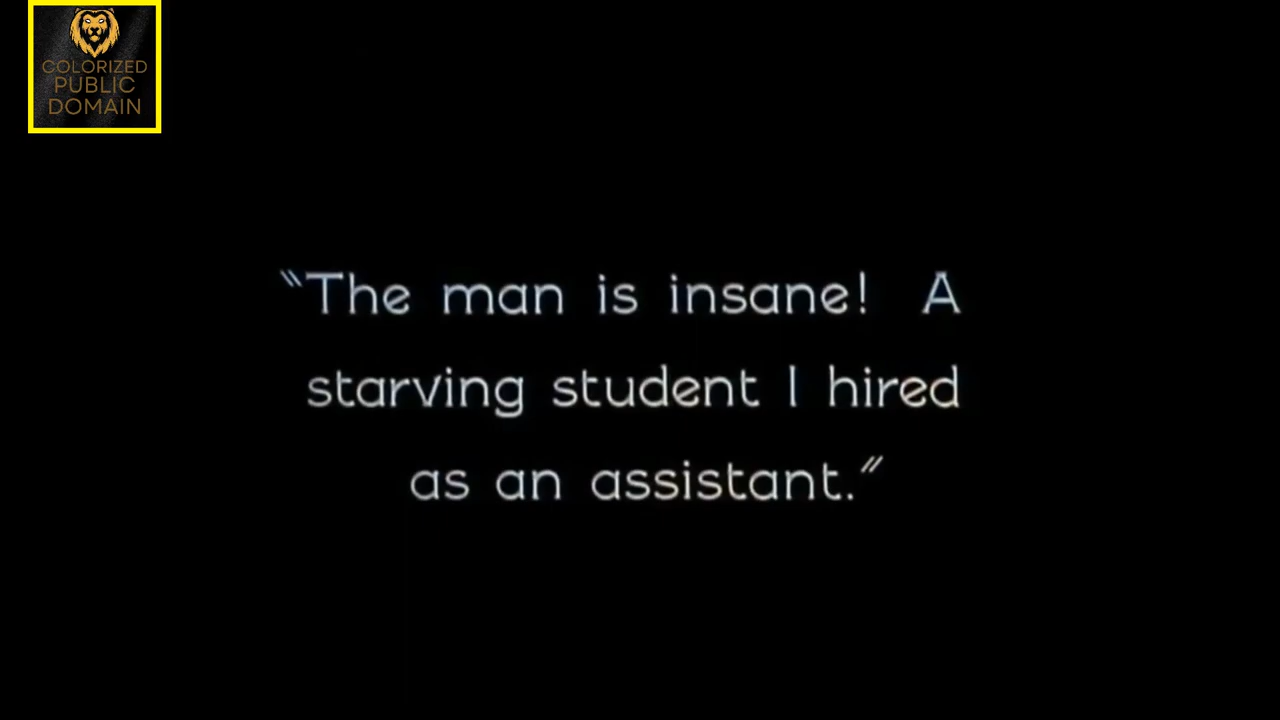 COLORIZED
PUBLIC
DOMAIN
“The man is insane! A
starving student I hired
as an assistant.”